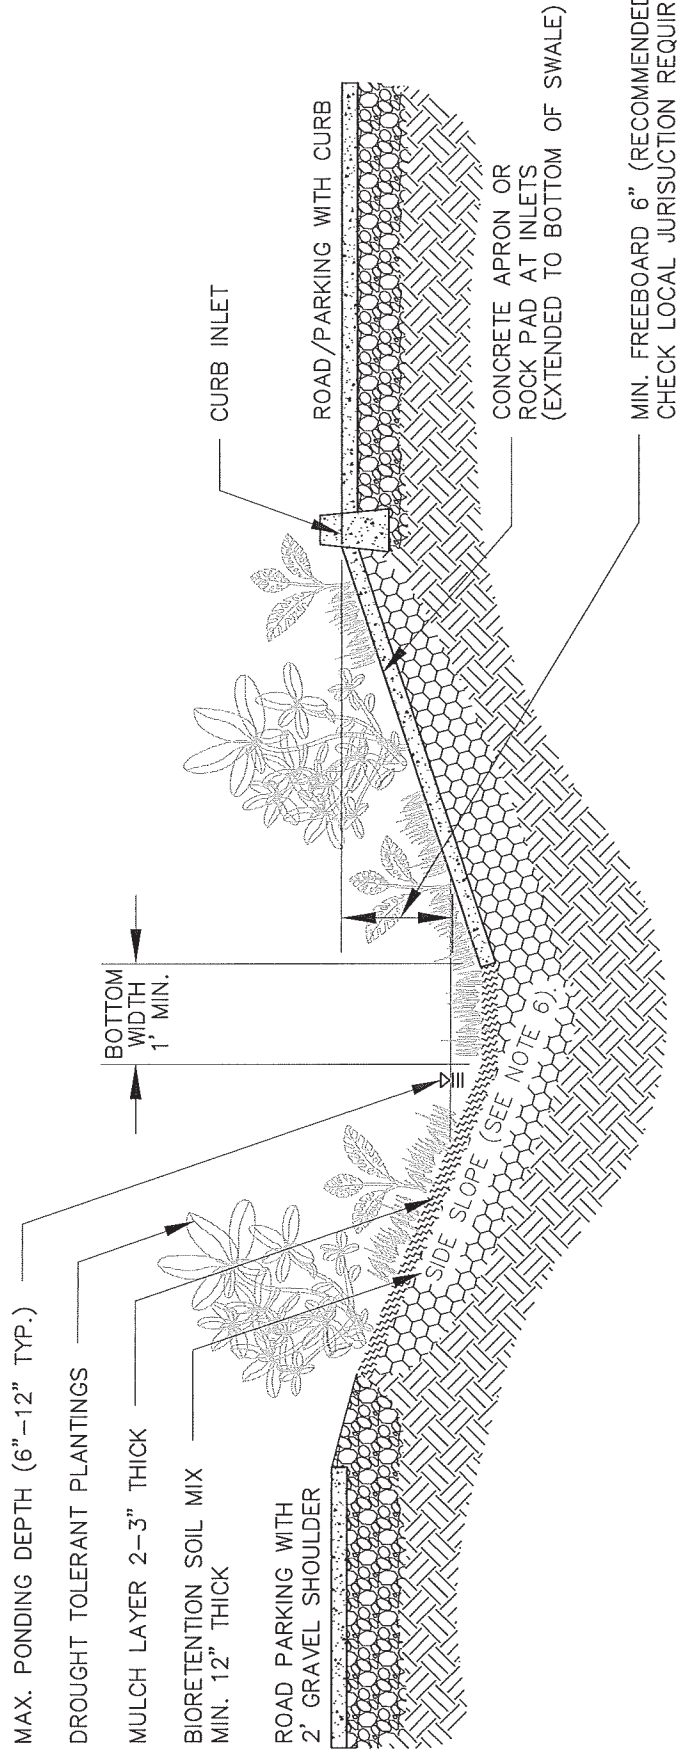 MAX. PONDING DEPTH (6"–12" TYP.)
DROUGHT TOLERANT PLANTINGS
MULCH LAYER 2–3" THICK
BIORETENTION SOIL MIX
MIN. 12" THICK
ROAD PARKING WITH
2' GRAVEL SHOULDER
BOTTOM
WIDTH
1' MIN.
SIDE SLOPE (SEE NOTE 6)
CURB INLET
ROAD/PARKING WITH CURB
CONCRETE APRON OR
ROCK PAD AT INLETS
(EXTENDED TO BOTTOM OF SWALE)
MIN. FREEBOARD 6" (RECOMMENDED
CHECK LOCAL JURISUCTION REQUIR